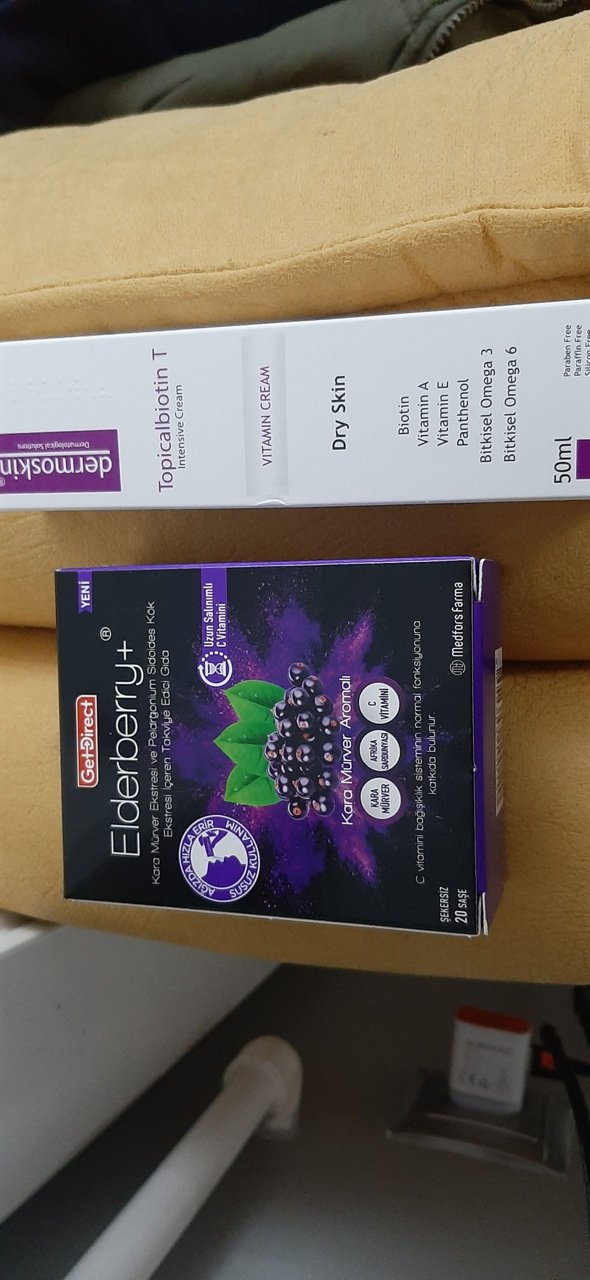 dermoskin®
Dermatological Solutions
Topicalbiotin T
Intensive Cream
VITAMIN CREAM
Dry Skin
Biotin
Vitamin A
Vitamin E
Panthenol
Bitkisel Omega 3
Bitkisel Omega 6
50ml
Paraben Free
Paraffin Free
Silicon Free
YENİ
GetDirect
Elderberry+®
Kara Mürver Ekstresi ve Pelargonium Sidoides Kök
Ekstresi İçeren Takviye Edici Gıda
Uzun Salınımlı
C Vitamini
AĞIZDA HIZLA ERİR
SUSUZ KULLANIM
Kara Mürver Aromalı
KARA
MÜRVER
AFRİKA
SARDUNYASI
C
VİTAMİNİ
C vitamini bağışıklık sisteminin normal fonksiyonuna
katkıda bulunur.
ŞEKERSİZ
20 SAŞE
Medfors Farma